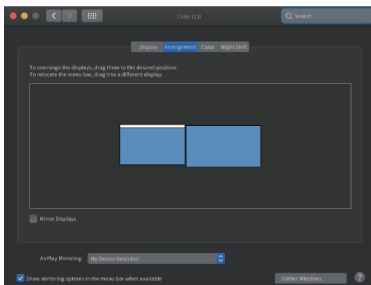 Color LCD
Search
Display Arrangement Color Night Shift
To rearrange the displays, drag them to the desired position.
To relocate the menu bar, drag it to a different display.
Mirror Displays
AirPlay Mirroring: No Device Detected
Show mirroring options in the menu bar when available
Gather Windows
?